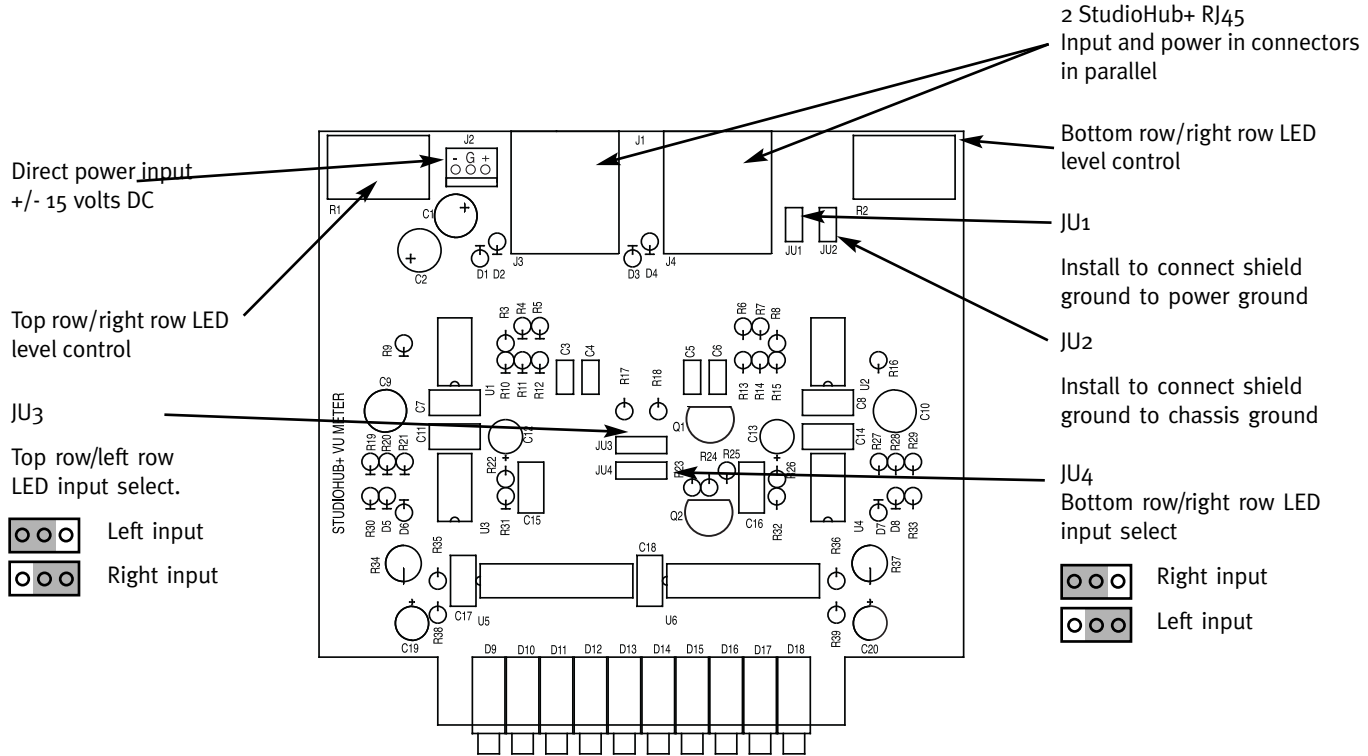 2 StudioHub+ RJ45
Input and power in connectors
in parallel
Direct power input
+/- 15 volts DC
Bottom row/right row LED
level control
JU1
Install to connect shield
ground to power ground
JU2
Install to connect shield
ground to chassis ground
Top row/right row LED
level control
JU3
Top row/left row
LED input select.
Left input
Right input
JU4
Bottom row/right row LED
input select
Right input
Left input
J2
- G +
J1
R1
C1
C2
D1 D2
J3
D3 D4
J4
JU1 JU2
R2
R9
R3
R4
R5
C3
C4
R6
R7
R8
R16
C9
U1
R10
R11
R12
R17
R18
C5
C6
R13
R14
R15
U2
C7
C8
C10
STUDIOHUB+ VU METER
C11
C12
JU3
JU4
Q1
C13
C14
R19
R20
R21
R22
R23
R24
R25
R26
R27
R28
R29
R30
D5
D6
U3
R31
C15
Q2
C16
R32
U4
D7
D8
R33
R34
R35
C18
R36
R37
C19
R38
C17
U5
U6
R39
C20
D9 D10 D11 D12 D13 D14 D15 D16 D17 D18